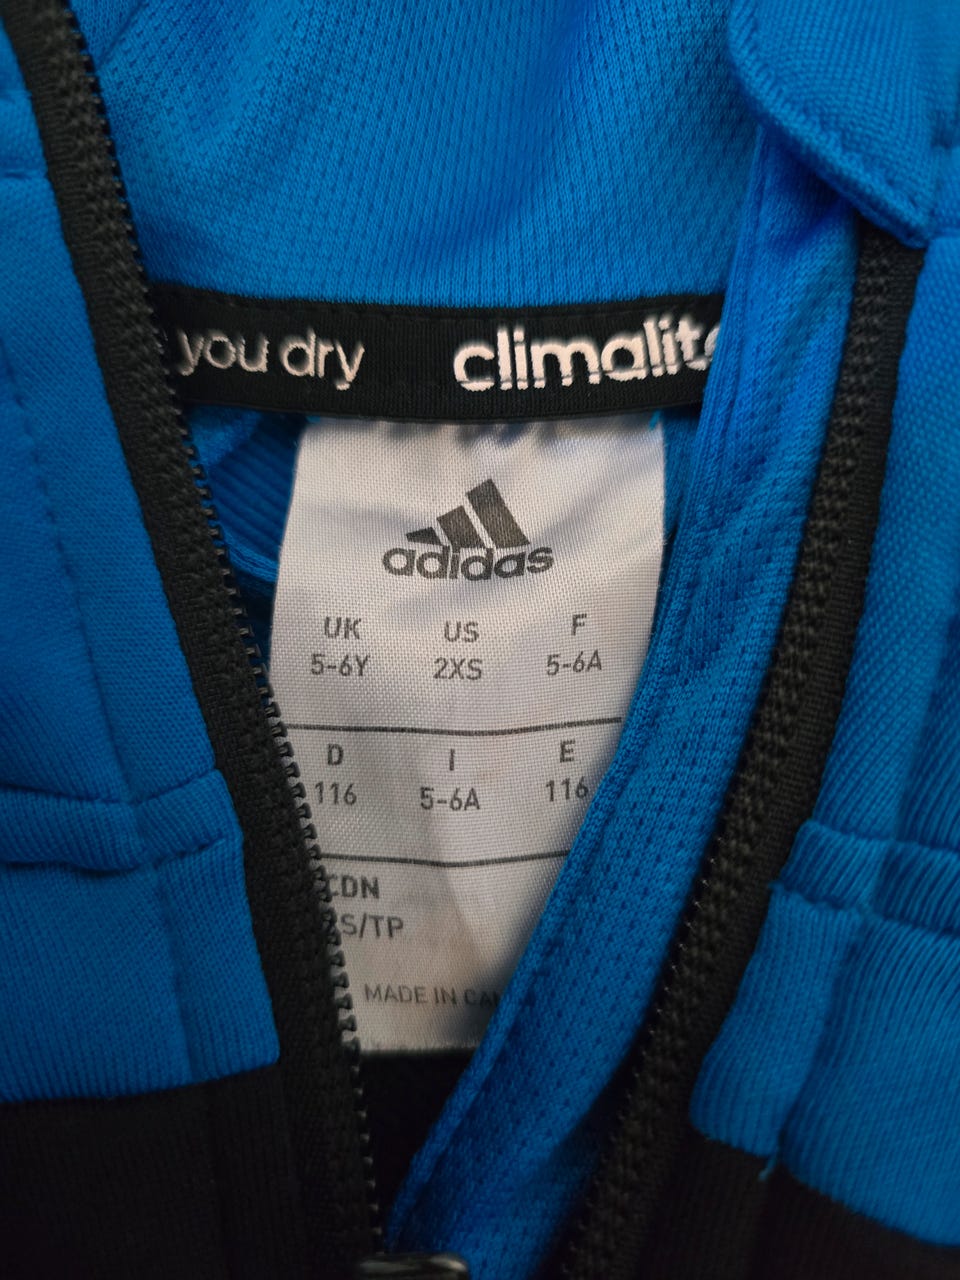 you dry climalite
adidas
UK US F
5-6Y 2XS 5-6A
D I E
116 5-6A 116
CDN
S/TP
MADE IN